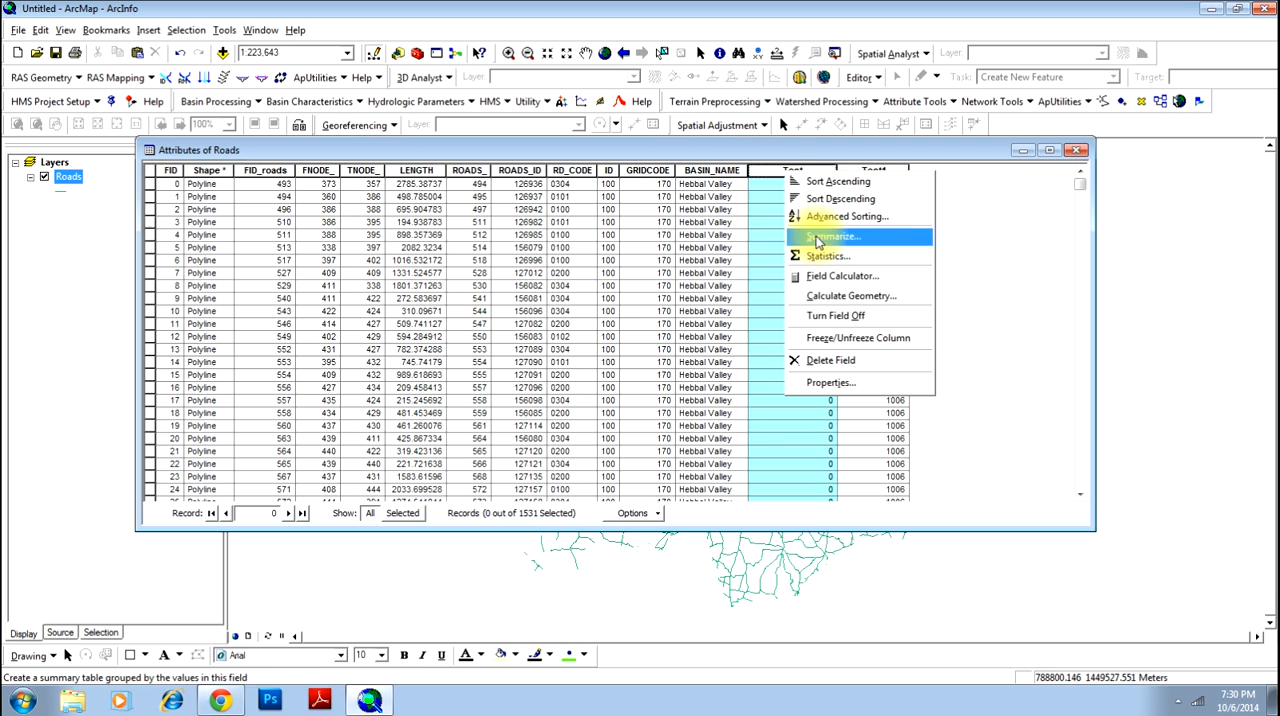 Untitled - ArcMap - ArcInfo
File Edit View Bookmarks Insert Selection Tools Window Help
1:223,643 Spatial Analyst Layer:
RAS Geometry RAS Mapping ApUtilities Help 3D Analyst Layer: Editor Task: Create New Feature Target:
HMS Project Setup Help Basin Processing Basin Characteristics Hydrologic Parameters HMS Utility Help Terrain Preprocessing Watershed Processing Attribute Tools Network Tools ApUtilities
100% Georeferencing Layer: Spatial Adjustment
Attributes of Roads
Layers
Roads
FID Shape * FID_roads FNODE_ TNODE_ LENGTH ROADS_ ROADS_ID RD_CODE ID GRIDCODE BASIN_NAME
0 Polyline 493 373 357 2785.38737 494 126936 0304 100 170 Hebbal Valley
1 Polyline 494 360 386 498.785004 495 126937 0101 100 170 Hebbal Valley
2 Polyline 496 388 386 695.904783 497 126942 0100 100 170 Hebbal Valley
3 Polyline 510 386 395 194.938783 511 126982 0101 100 170 Hebbal Valley
4 Polyline 511 388 395 898.357369 512 126985 0100 100 170 Hebbal Valley
5 Polyline 513 338 397 2082.3234 514 156079 0100 100 170 Hebbal Valley
6 Polyline 517 397 402 1016.532172 518 126996 0100 100 170 Hebbal Valley
7 Polyline 527 409 409 1331.524577 528 127012 0200 100 170 Hebbal Valley
8 Polyline 529 411 338 1801.371263 530 156082 0304 100 170 Hebbal Valley
9 Polyline 540 411 422 272.583697 541 156081 0304 100 170 Hebbal Valley
10 Polyline 543 422 424 310.09671 544 156083 0304 100 170 Hebbal Valley
11 Polyline 546 414 427 509.741127 547 127082 0200 100 170 Hebbal Valley
12 Polyline 549 402 429 594.284912 550 127083 0100 100 170 Hebbal Valley
13 Polyline 552 431 427 782.374288 553 127089 0304 100 170 Hebbal Valley
14 Polyline 553 395 432 745.74179 554 127090 0100 100 170 Hebbal Valley
15 Polyline 554 409 432 989.613686 555 127091 0200 100 170 Hebbal Valley
16 Polyline 556 427 434 209.458413 557 127096 0200 100 170 Hebbal Valley
17 Polyline 557 435 424 215.245692 558 156098 0304 100 170 Hebbal Valley 0 1006
18 Polyline 558 434 429 481.453469 559 156085 0200 100 170 Hebbal Valley 0 1006
19 Polyline 560 437 430 461.260076 561 127114 0200 100 170 Hebbal Valley 0 1006
20 Polyline 563 439 411 425.867334 564 156080 0304 100 170 Hebbal Valley 0 1006
21 Polyline 564 440 422 319.423136 565 127120 0200 100 170 Hebbal Valley 0 1006
22 Polyline 565 439 440 221.721638 566 127121 0304 100 170 Hebbal Valley 0 1006
23 Polyline 567 437 431 1583.61596 568 127135 0200 100 170 Hebbal Valley 0 1006
24 Polyline 571 408 444 2033.699528 572 127157 0100 100 170 Hebbal Valley 0 1006
Sort Ascending
Sort Descending
Advanced Sorting...
Summarize...
Statistics...
Field Calculator...
Calculate Geometry...
Turn Field Off
Freeze/Unfreeze Column
Delete Field
Properties...
Record: 0 Show: All Selected Records (0 out of 1531 Selected) Options
Display Source Selection
Drawing Arial 10 B I U A
Create a summary table grouped by the values in this field 788800.146 1449527.551 Meters
Ps
7:30 PM
10/6/2014